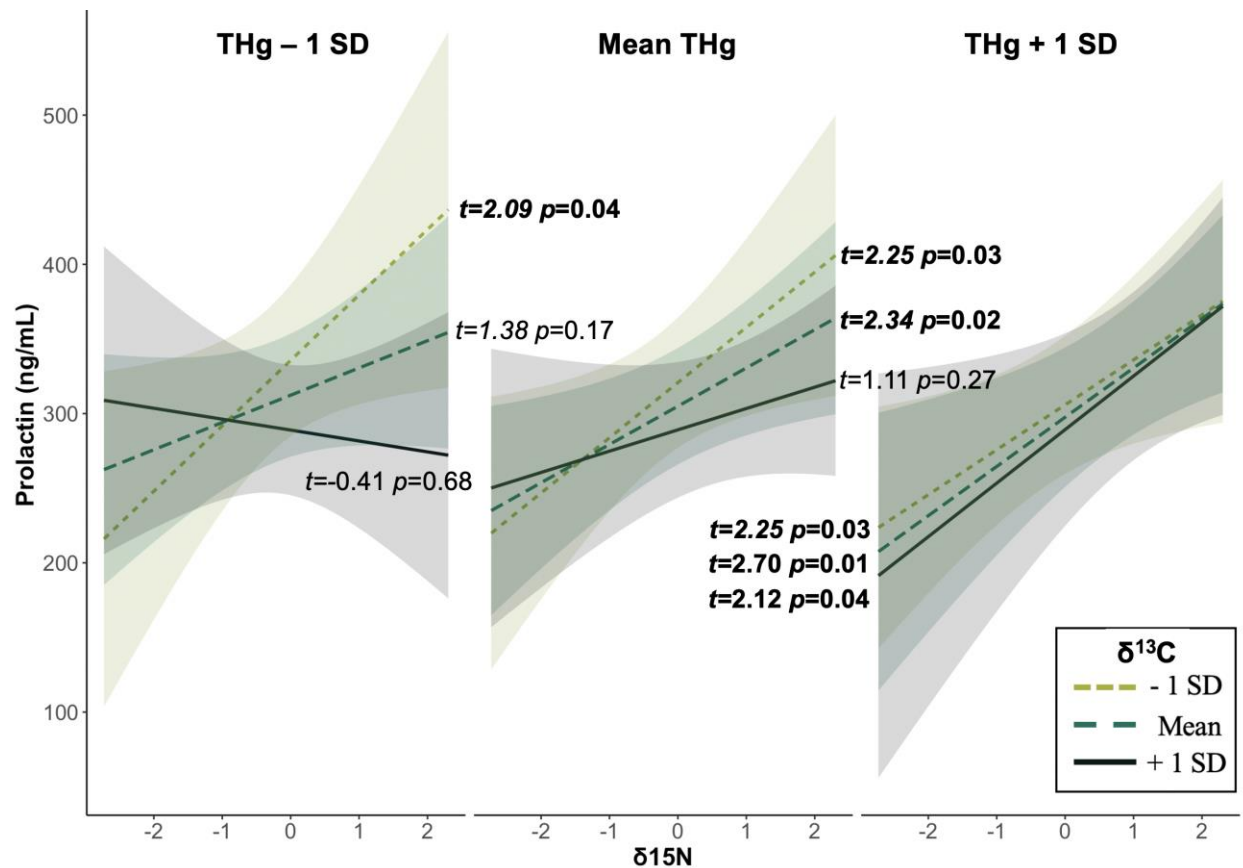 THg – 1 SD
Mean THg
THg + 1 SD
Prolactin (ng/mL)
500
400
300
200
100
t=2.09 p=0.04
t=1.38 p=0.17
t=-0.41 p=0.68
t=2.25 p=0.03
t=2.34 p=0.02
t=1.11 p=0.27
t=2.25 p=0.03
t=2.70 p=0.01
t=2.12 p=0.04
δ¹³C
- 1 SD
Mean
+ 1 SD
-2 -1 0 1 2
-2 -1 0 1 2
-2 -1 0 1 2
δ15N